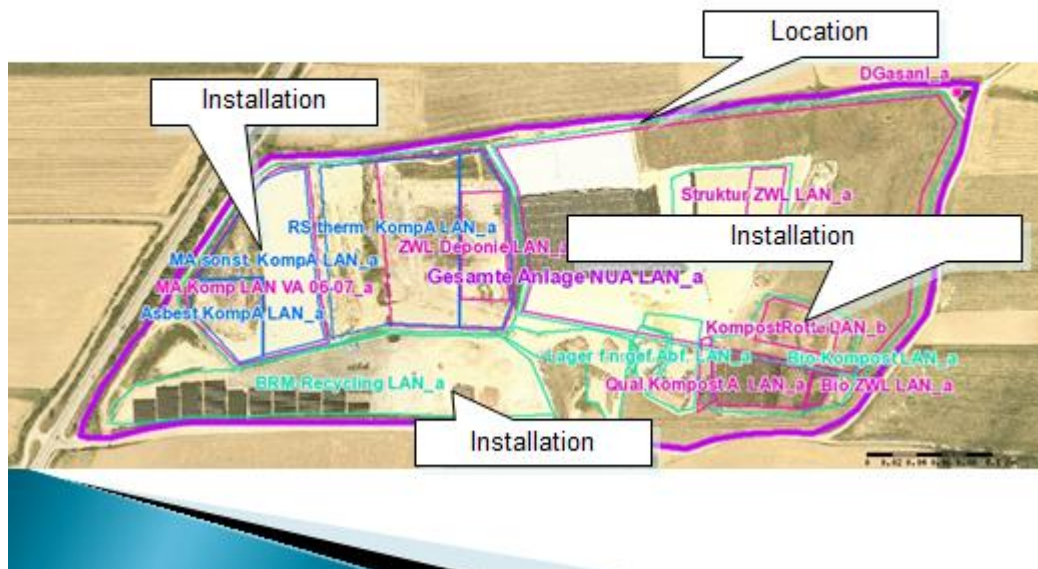 Location
DGasanl_a
Installation
Struktur ZWL LAN_a
RS therm. KompA LAN_a
Installation
ZWL Deponie LAN_a
MA sonst. KompA LAN_a
Gesamte Anlage NUA LAN_a
MA Komp LAN VA 06-07_a
Asbest KompA LAN_a
KompostRotte LAN_b
Lager f n gef Abf. LAN_a
Bio Kompost LAN_a
BRM Recycling LAN_a
Qual Kompost A LAN_a
Bio ZWL LAN_a
Installation